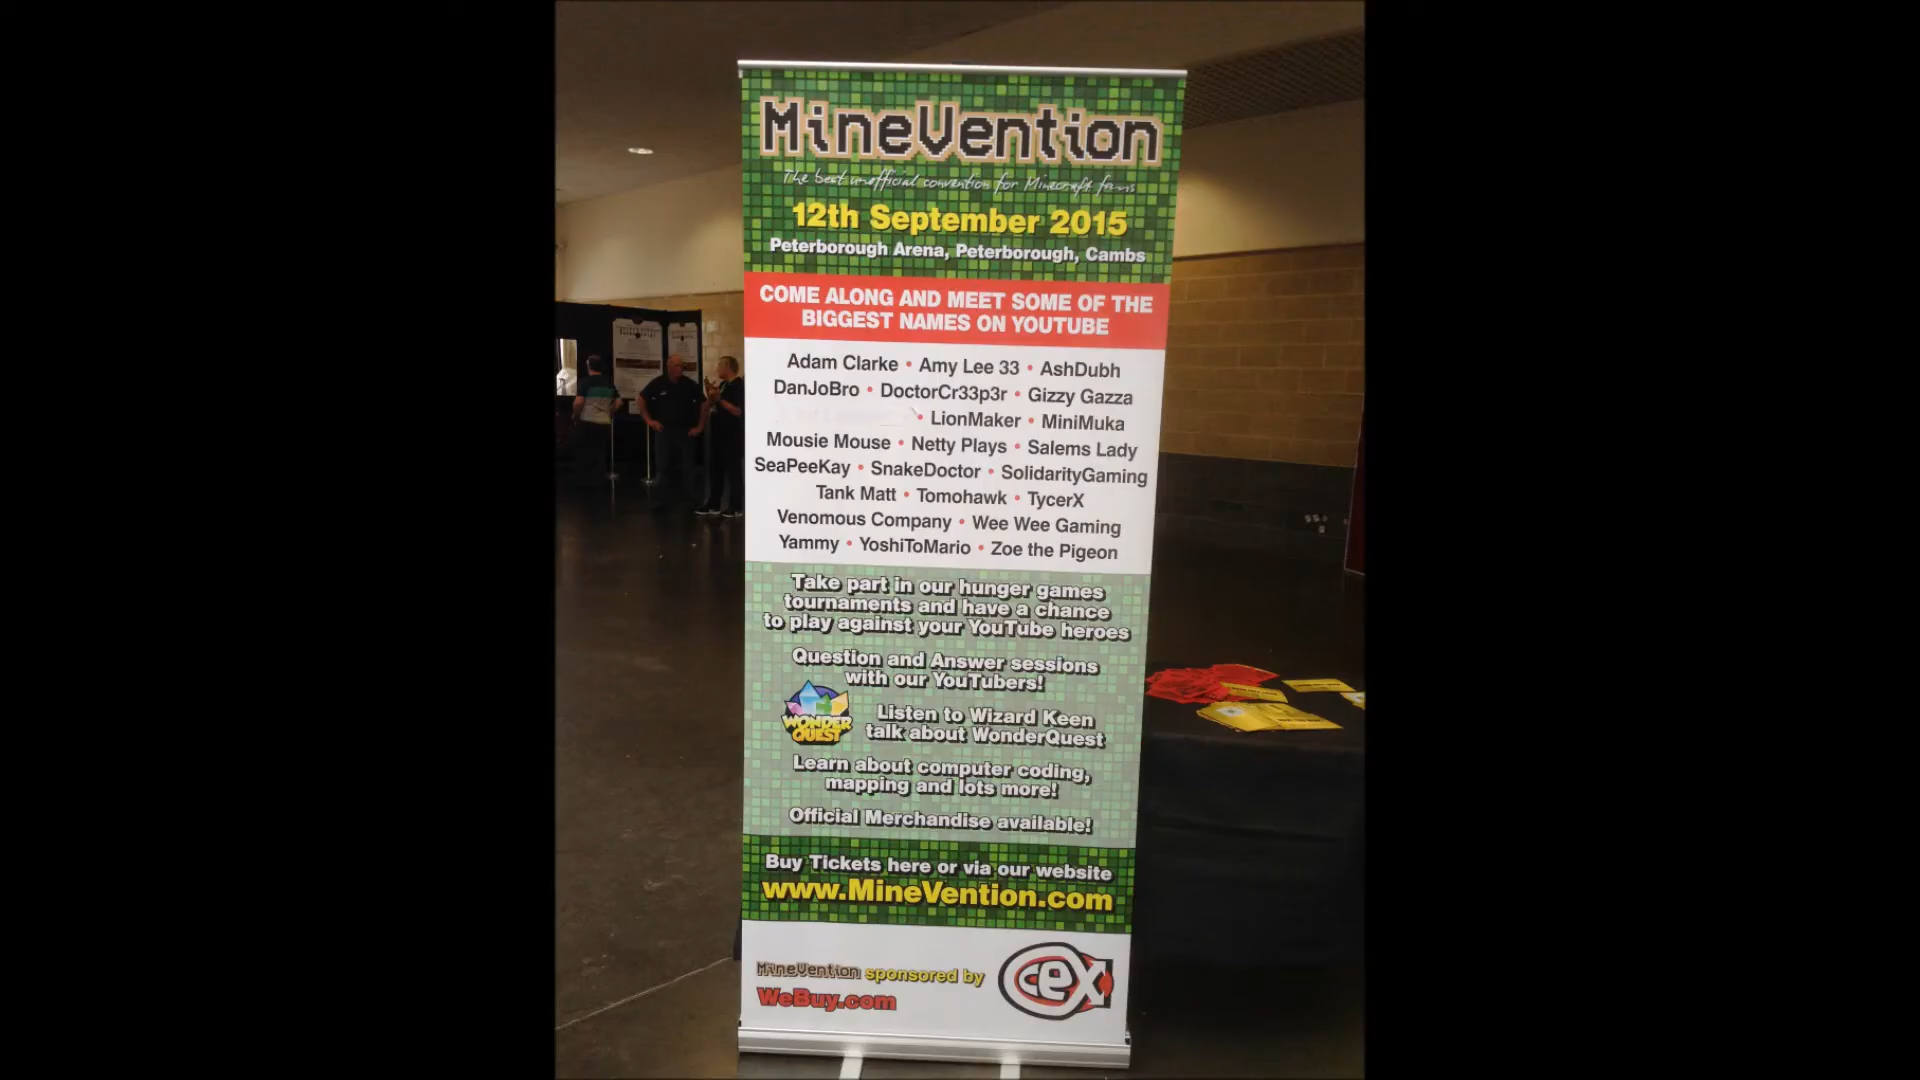 MineVention
The best unofficial convention for Minecraft fans
12th September 2015
Peterborough Arena, Peterborough, Cambs
COME ALONG AND MEET SOME OF THE
BIGGEST NAMES ON YOUTUBE
Adam Clarke • Amy Lee 33 • AshDubh
DanJoBro • DoctorCr33p3r • Gizzy Gazza
• LionMaker • MiniMuka
Mousie Mouse • Netty Plays • Salems Lady
SeaPeeKay • SnakeDoctor • SolidarityGaming
Tank Matt • Tomohawk • TycerX
Venomous Company • Wee Wee Gaming
Yammy • YoshiToMario • Zoe the Pigeon
Take part in our hunger games
tournaments and have a chance
to play against your YouTube heroes
Question and Answer sessions
with our YouTubers!
WONDER
QUEST
Listen to Wizard Keen
talk about WonderQuest
Learn about computer coding,
mapping and lots more!
Official Merchandise available!
Buy Tickets here or via our website
www.MineVention.com
MineVention sponsored by
WeBuy.com
CeX